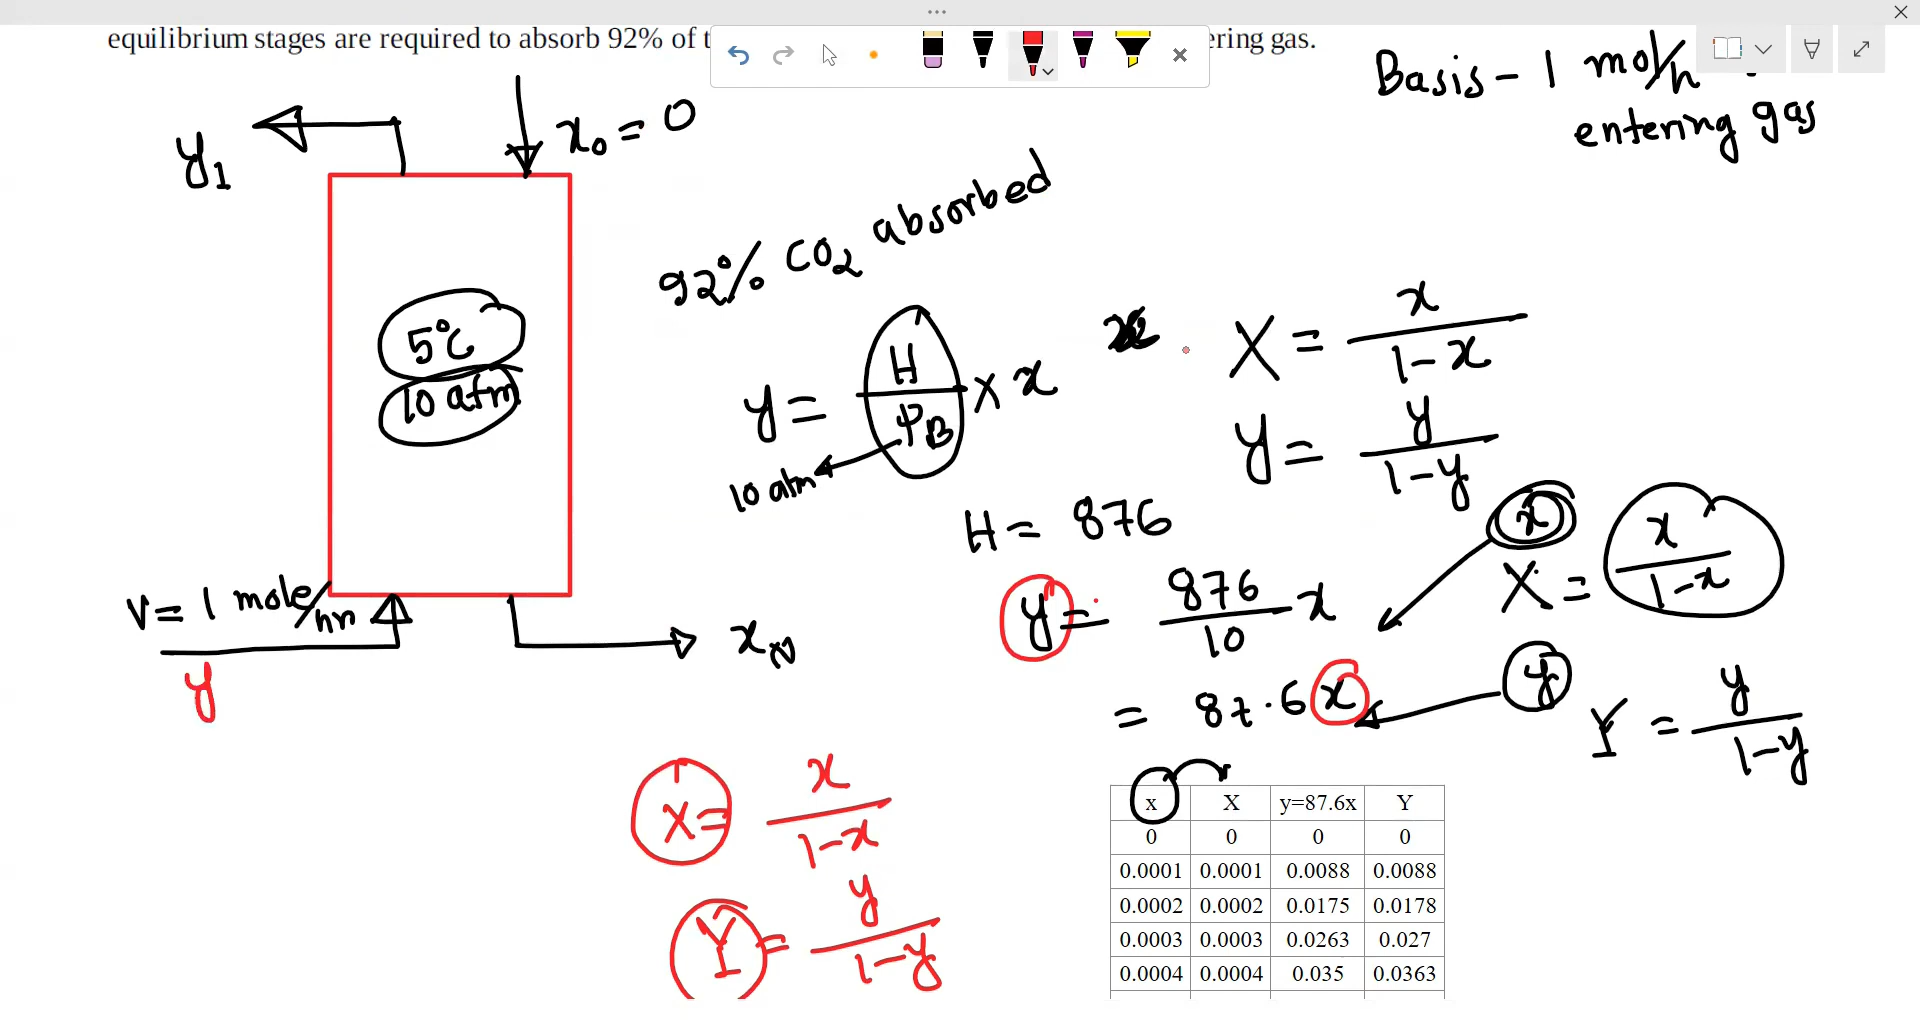 equilibrium stages are required to absorb 92% of t
ering gas.
Basis - 1 mol/h
entering gas
y1
x0 = 0
92% CO2 absorbed
5°C
10 atm
y = H/PB × x
10 atm
X = x/1-x
y = y/1-y
H = 876
y = 876/10 x
= 87.6x
x
X = x/1-x
y
Y = y/1-y
V = 1 mole/hr
y
xN
X = x/1-x
Y = y/1-y
x X y=87.6x Y
0 0 0 0
0.0001 0.0001 0.0088 0.0088
0.0002 0.0002 0.0175 0.0178
0.0003 0.0003 0.0263 0.027
0.0004 0.0004 0.035 0.0363